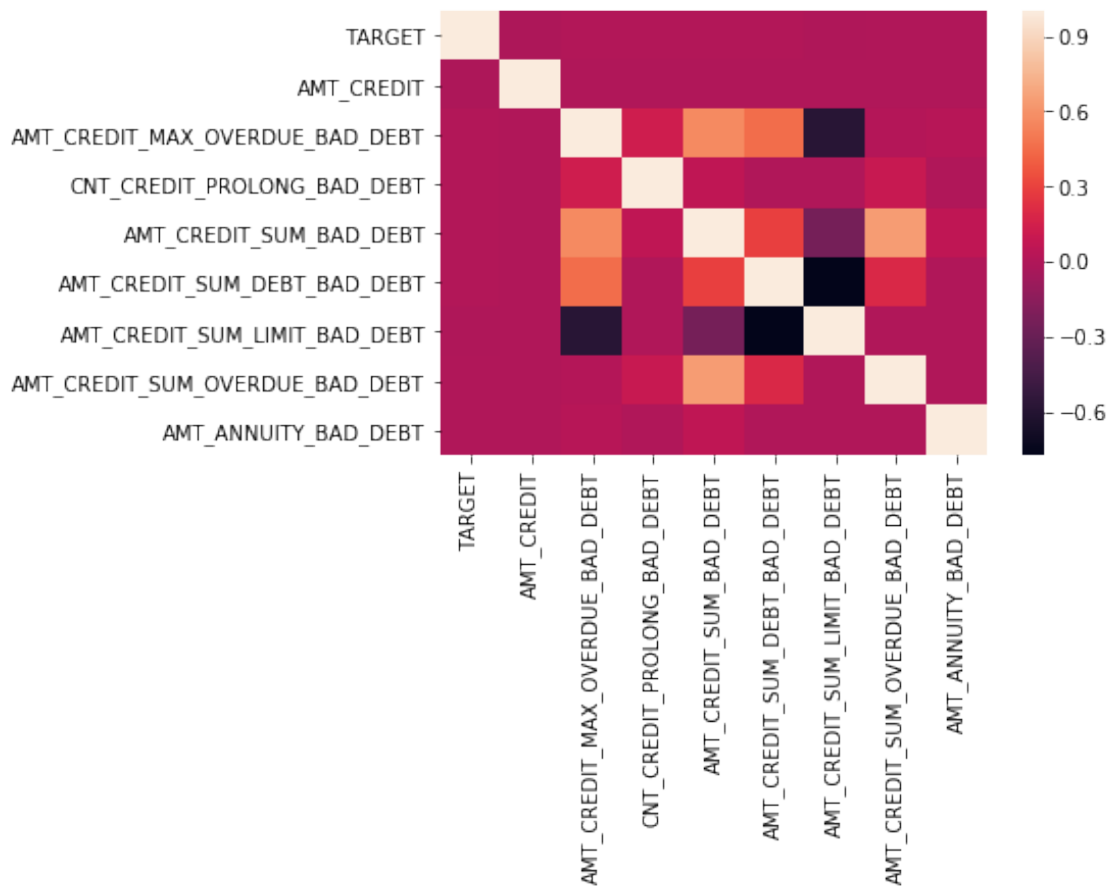 TARGET
AMT_CREDIT
AMT_CREDIT_MAX_OVERDUE_BAD_DEBT
CNT_CREDIT_PROLONG_BAD_DEBT
AMT_CREDIT_SUM_BAD_DEBT
AMT_CREDIT_SUM_DEBT_BAD_DEBT
AMT_CREDIT_SUM_LIMIT_BAD_DEBT
AMT_CREDIT_SUM_OVERDUE_BAD_DEBT
AMT_ANNUITY_BAD_DEBT
TARGET
AMT_CREDIT
AMT_CREDIT_MAX_OVERDUE_BAD_DEBT
CNT_CREDIT_PROLONG_BAD_DEBT
AMT_CREDIT_SUM_BAD_DEBT
AMT_CREDIT_SUM_DEBT_BAD_DEBT
AMT_CREDIT_SUM_LIMIT_BAD_DEBT
AMT_CREDIT_SUM_OVERDUE_BAD_DEBT
AMT_ANNUITY_BAD_DEBT
0.9
0.6
0.3
0.0
−0.3
−0.6